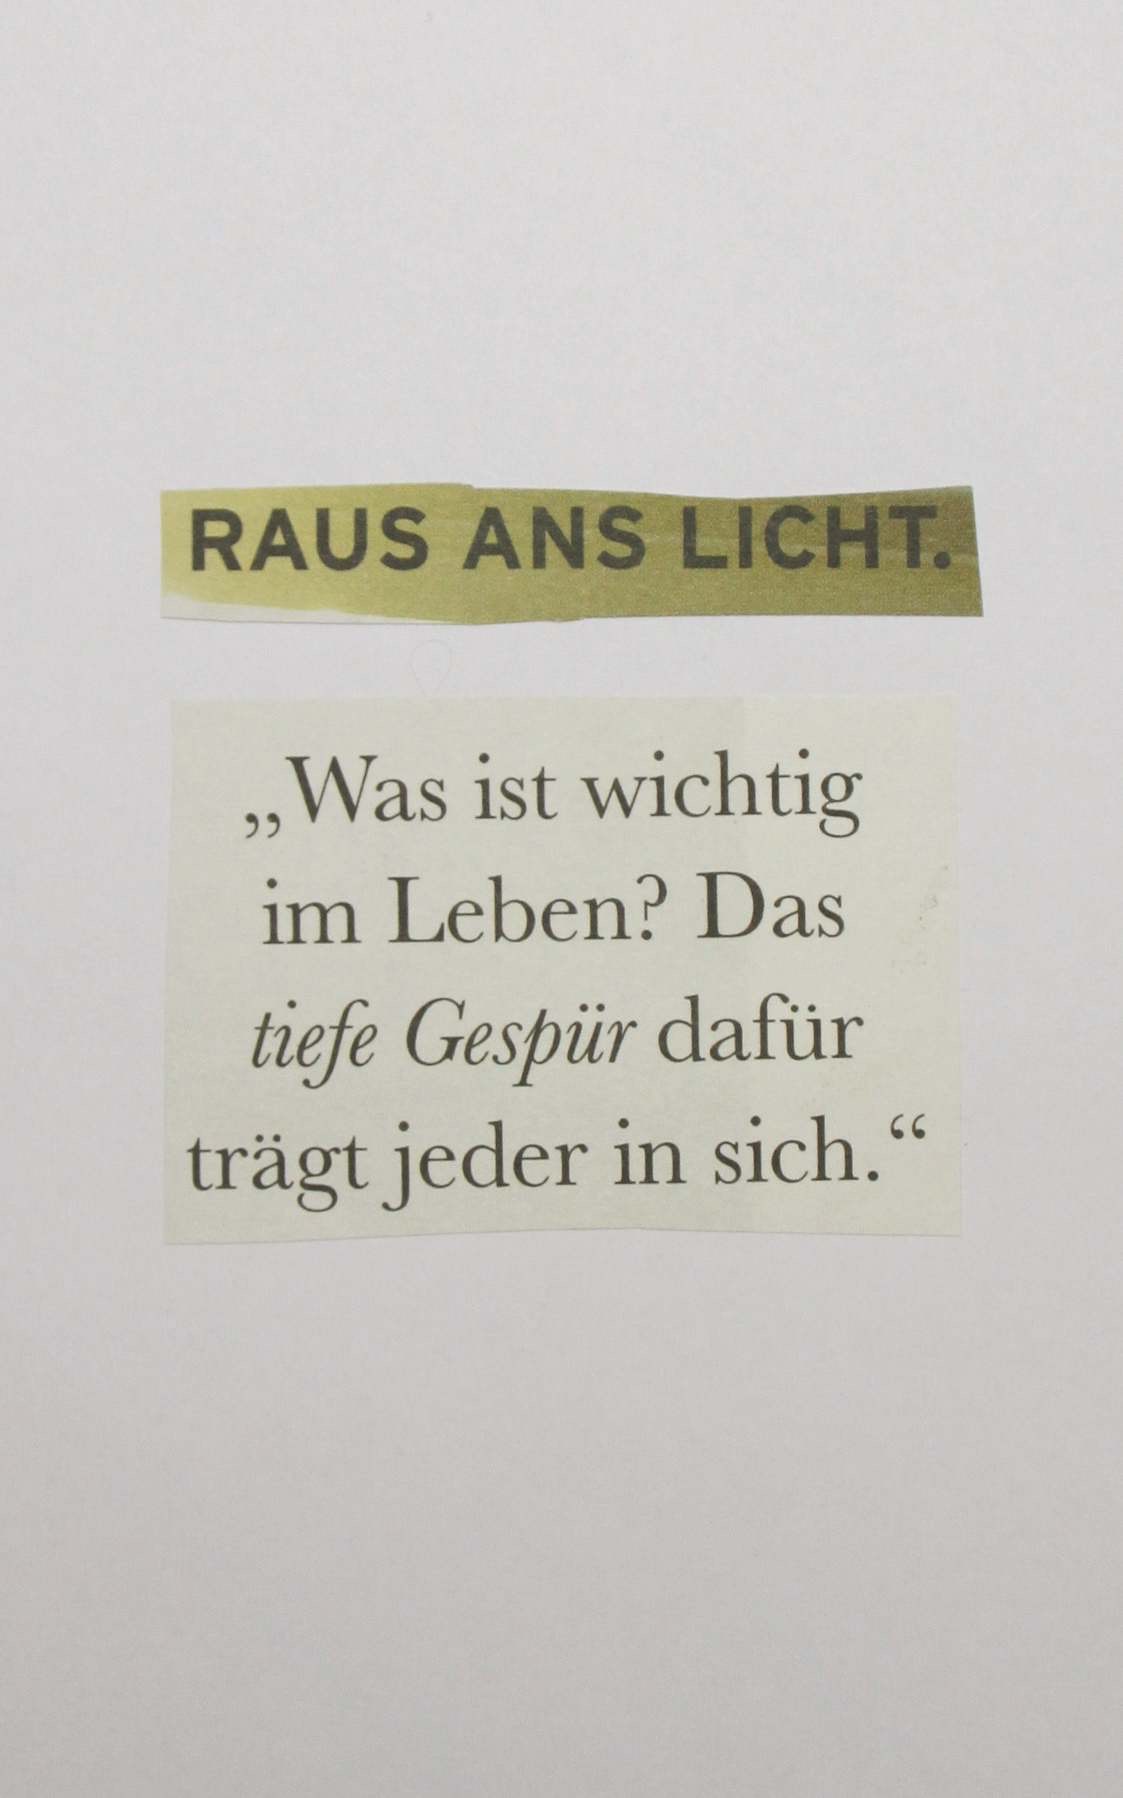 RAUS ANS LICHT.
„Was ist wichtig
im Leben? Das
tiefe Gespür dafür
trägt jeder in sich.“